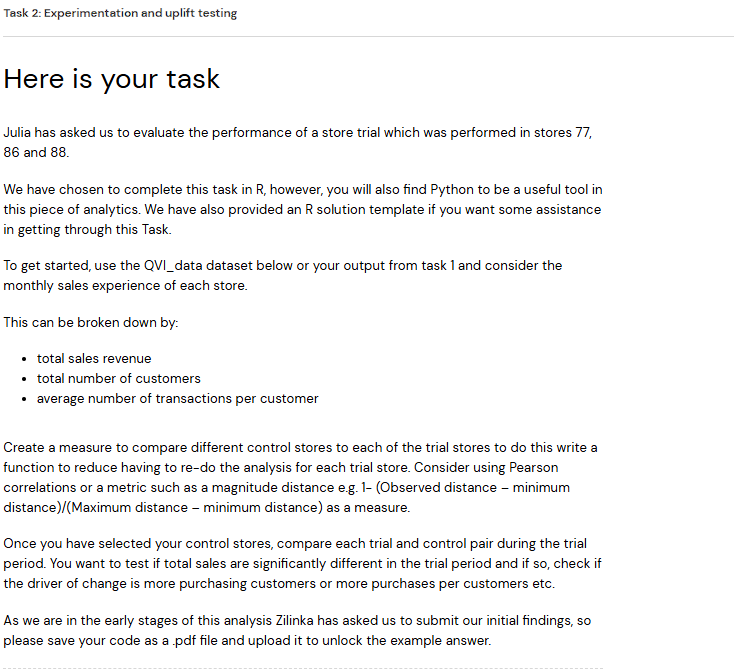 Task 2: Experimentation and uplift testing
Here is your task
Julia has asked us to evaluate the performance of a store trial which was performed in stores 77,
86 and 88.
We have chosen to complete this task in R, however, you will also find Python to be a useful tool in
this piece of analytics. We have also provided an R solution template if you want some assistance
in getting through this Task.
To get started, use the QVI_data dataset below or your output from task 1 and consider the
monthly sales experience of each store.
This can be broken down by:
• total sales revenue
• total number of customers
• average number of transactions per customer
Create a measure to compare different control stores to each of the trial stores to do this write a
function to reduce having to re-do the analysis for each trial store. Consider using Pearson
correlations or a metric such as a magnitude distance e.g. 1- (Observed distance – minimum
distance)/(Maximum distance – minimum distance) as a measure.
Once you have selected your control stores, compare each trial and control pair during the trial
period. You want to test if total sales are significantly different in the trial period and if so, check if
the driver of change is more purchasing customers or more purchases per customers etc.
As we are in the early stages of this analysis Zilinka has asked us to submit our initial findings, so
please save your code as a .pdf file and upload it to unlock the example answer.